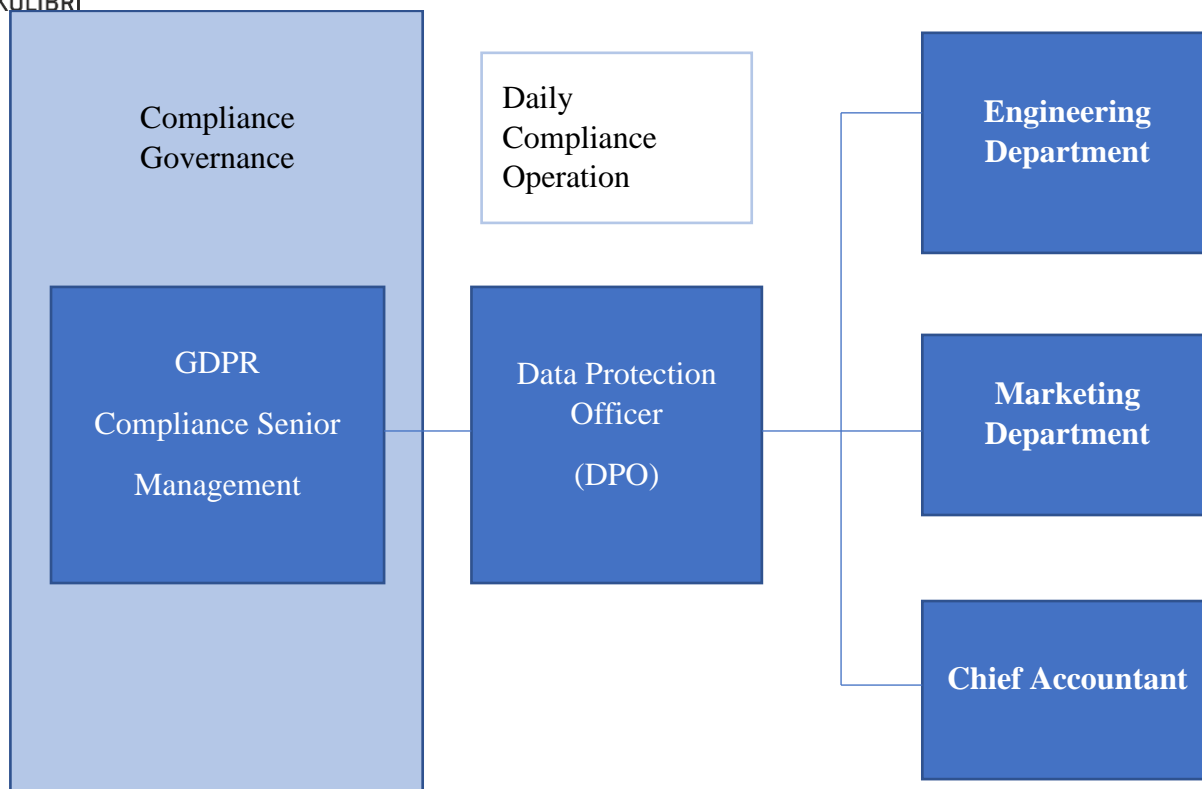 KOLIBRI
Compliance
Governance
Daily
Compliance
Operation
Engineering
Department
GDPR
Compliance Senior
Management
Data Protection
Officer
(DPO)
Marketing
Department
Chief Accountant